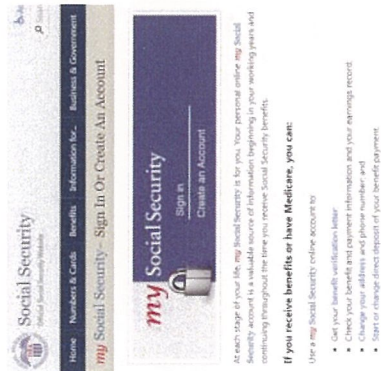 Social Security
Official Social Security Website
Home Numbers & Cards Benefits Information for... Business & Government
my Social Security– Sign In Or Create An Account
my Social Security
Sign in
Create an Account
At each stage of your life, my Social Security is for you. Your personal online my Social
Security account is a valuable source of information beginning in your working years and
continuing throughout the time you receive Social Security benefits.
If you receive benefits or have Medicare, you can:
Use a my Social Security online account to:
• Get your benefit verification letter
• Check your benefit and payment information and your earnings record
• Change your address and phone number and
• Start or change direct deposit of your benefit payment.